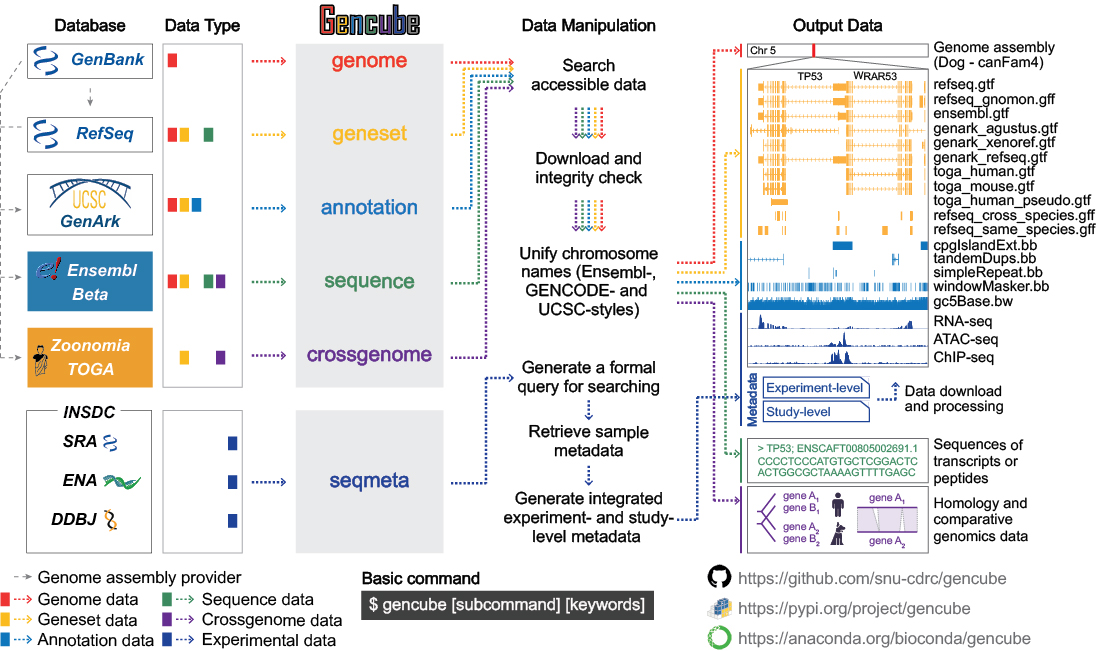 Database
Data Type
Gencube
Data Manipulation
Output Data
GenBank
RefSeq
UCSC
GenArk
e! Ensembl
Beta
Zoonomia
TOGA
INSDC
SRA
ENA
DDBJ
genome
geneset
annotation
sequence
crossgenome
seqmeta
Search
accessible data
Download and
integrity check
Unify chromosome
names (Ensembl-,
GENCODE- and
UCSC-styles)
Generate a formal
query for searching
Retrieve sample
metadata
Generate integrated
experiment- and study-
level metadata
Chr 5
Genome assembly
(Dog - canFam4)
TP53 WRAR53
refseq.gtf
refseq_gnomon.gff
ensembl.gtf
genark_agustus.gtf
genark_xenoref.gtf
genark_refseq.gtf
toga_human.gtf
toga_mouse.gtf
toga_human_pseudo.gtf
refseq_cross_species.gff
refseq_same_species.gff
cpgIslandExt.bb
tandemDups.bb
simpleRepeat.bb
windowMasker.bb
gc5Base.bw
RNA-seq
ATAC-seq
ChIP-seq
Metadata
Experiment-level
Study-level
Data download
and processing
> TP53; ENSCAFT00805002691.1
CCCCTCCCATGTGCTCGGACTC
ACTGGCGCTAAAAGTTTTGAGC
Sequences of
transcripts or
peptides
gene A1
gene B1
gene A2
gene B2
gene A1
gene A2
Homology and
comparative
genomics data
Genome assembly provider
Genome data
Geneset data
Annotation data
Sequence data
Crossgenome data
Experimental data
Basic command
$ gencube [subcommand] [keywords]
https://github.com/snu-cdrc/gencube
https://pypi.org/project/gencube
https://anaconda.org/bioconda/gencube